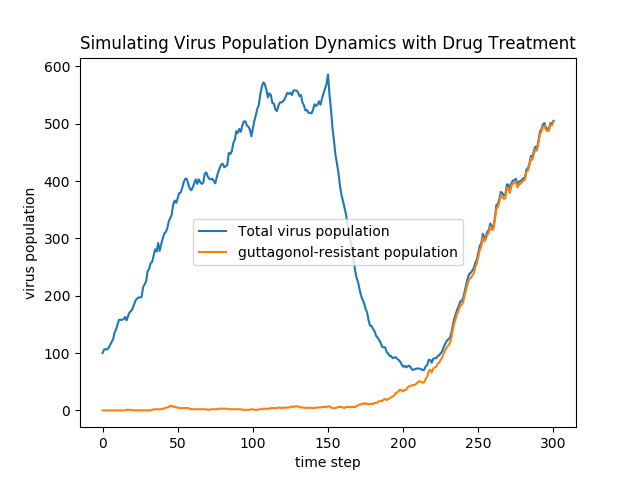 Simulating Virus Population Dynamics with Drug Treatment
600
500
400
300
200
100
0
virus population
Total virus population
guttagonol-resistant population
0 50 100 150 200 250 300
time step